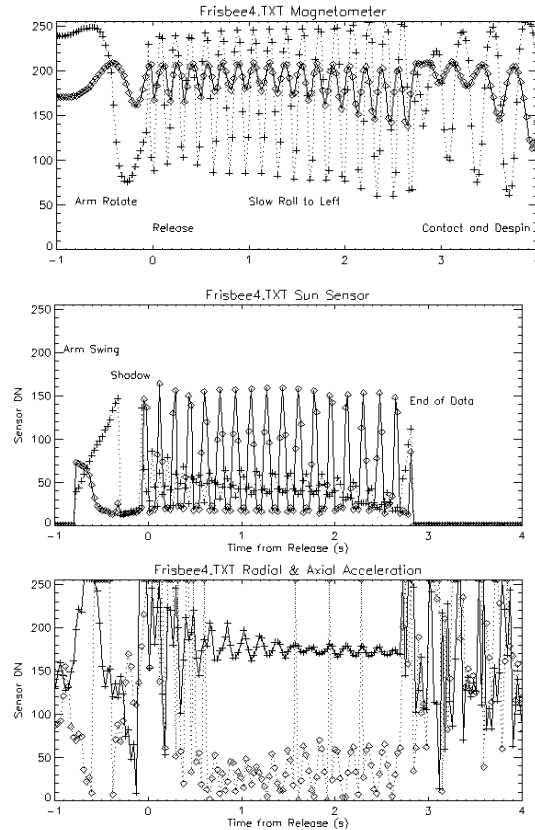 Frisbee4.TXT Magnetometer
250
200
150
100
50
0
Arm Rotate
Release
Slow Roll to Left
Contact and Despin
-1 0 1 2 3 4
Frisbee4.TXT Sun Sensor
250
200
150
100
50
0
Sensor DN
Arm Swing
Shadow
End of Data
-1 0 1 2 3 4
Time from Release (s)
Frisbee4.TXT Radial & Axial Acceleration
250
200
150
100
50
0
Sensor DN
-1 0 1 2 3 4
Time from Release (s)